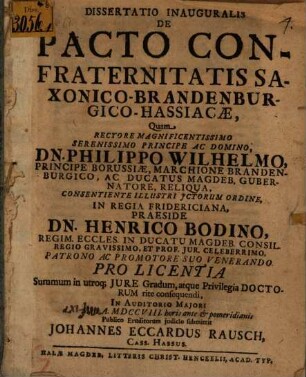 DISSERTATIO INAUGURALIS
DE
PACTO CON-
FRATERNITATIS SA-
XONICO-BRANDENBUR-
GICO-HASSIACÆ,
Quam
RECTORE MAGNIFICENTISSIMO
SERENISSIMO PRINCIPE AC DOMINO,
DN. PHILIPPO WILHELMO,
PRINCIPE BORUSSIÆ, MARCHIONE BRANDEN-
BURGICO, AC DUCATUS MAGDEB. GUBER-
NATORE, RELIQUA,
CONSENTIENTE ILLUSTRI JCTORUM ORDINE,
IN REGIA FRIDERICIANA,
PRAESIDE
DN. HENRICO BODINO,
REGIM. ECCLES. IN DUCATU MAGDEB. CONSIL.
REGIO GRAVISSIMO, ET PROF. JUR. CELEBERRIMO,
PATRONO AC PROMOTORE SUO VENERANDO
PRO LICENTIA
Summum in utroq; JURE Gradum, atque Privilegia DOCTO-
RUM rite consequendi,
IN AUDITORIO MAJORI
A. MDCCVIII. horis ante & pomeridianis
Publico Eruditorum judicio submittit
JOHANNES ECCARDUS RAUSCH,
CASS. HASSUS.
HALÆ MAGDEB, LITTERIS CHRIST. HENCKELII, ACAD. TYP,